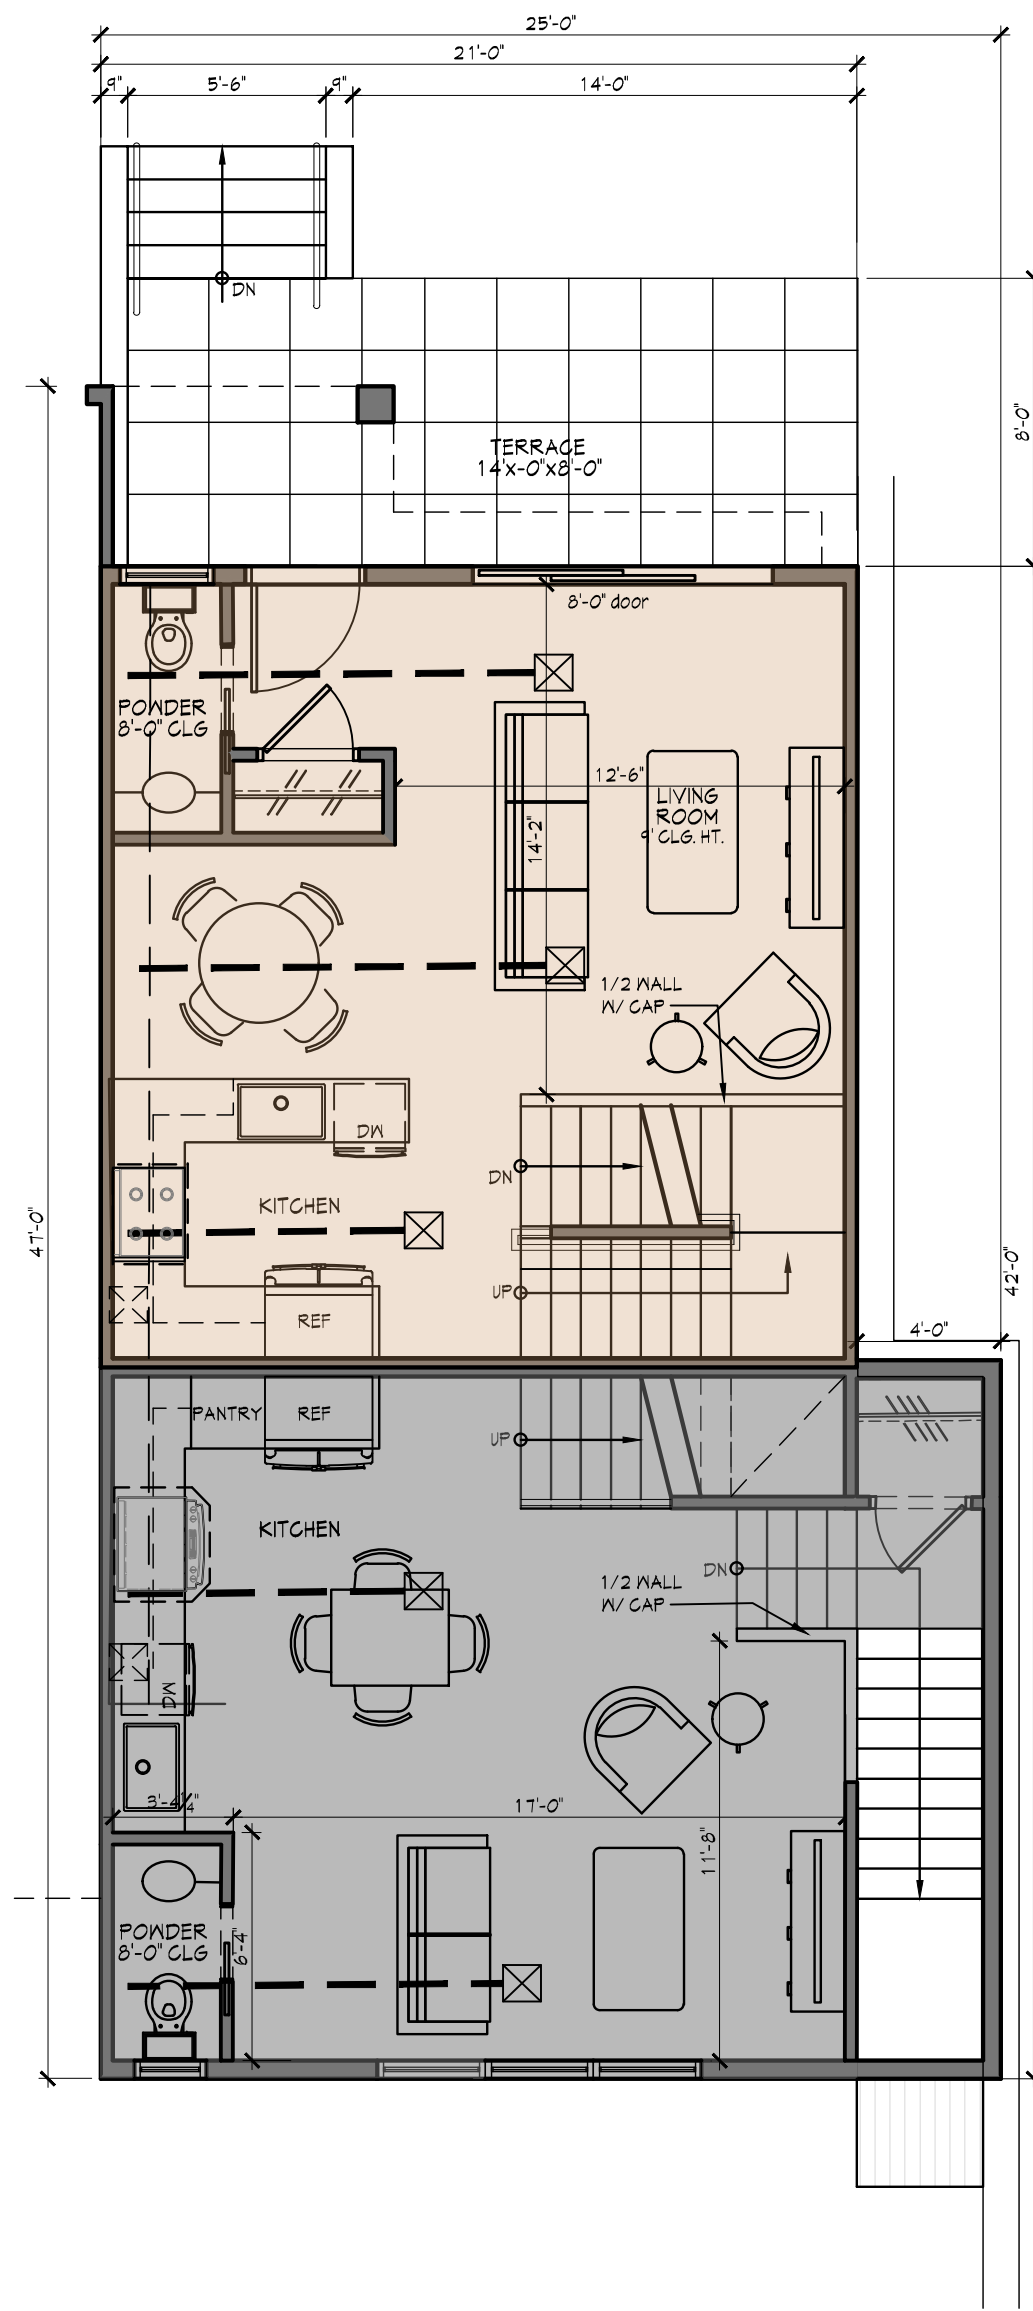 25'-0"
21'-0"
9"
5'-6"
9"
14'-0"
DN
8'-0"
TERRACE
14'x-0"x8'-0"
8'-0" door
POWDER
8'-0" CLG
12'-6"
LIVING
ROOM
9' CLG. HT.
14'-2"
1/2 WALL
W/ CAP
DW
DN
KITCHEN
47'-0"
42'-0"
UP
REF
4'-0"
PANTRY
REF
UP
KITCHEN
DN
1/2 WALL
W/ CAP
DW
3'-4 1/4"
17'-0"
11'-8"
POWDER
8'-0" CLG
6'-4"